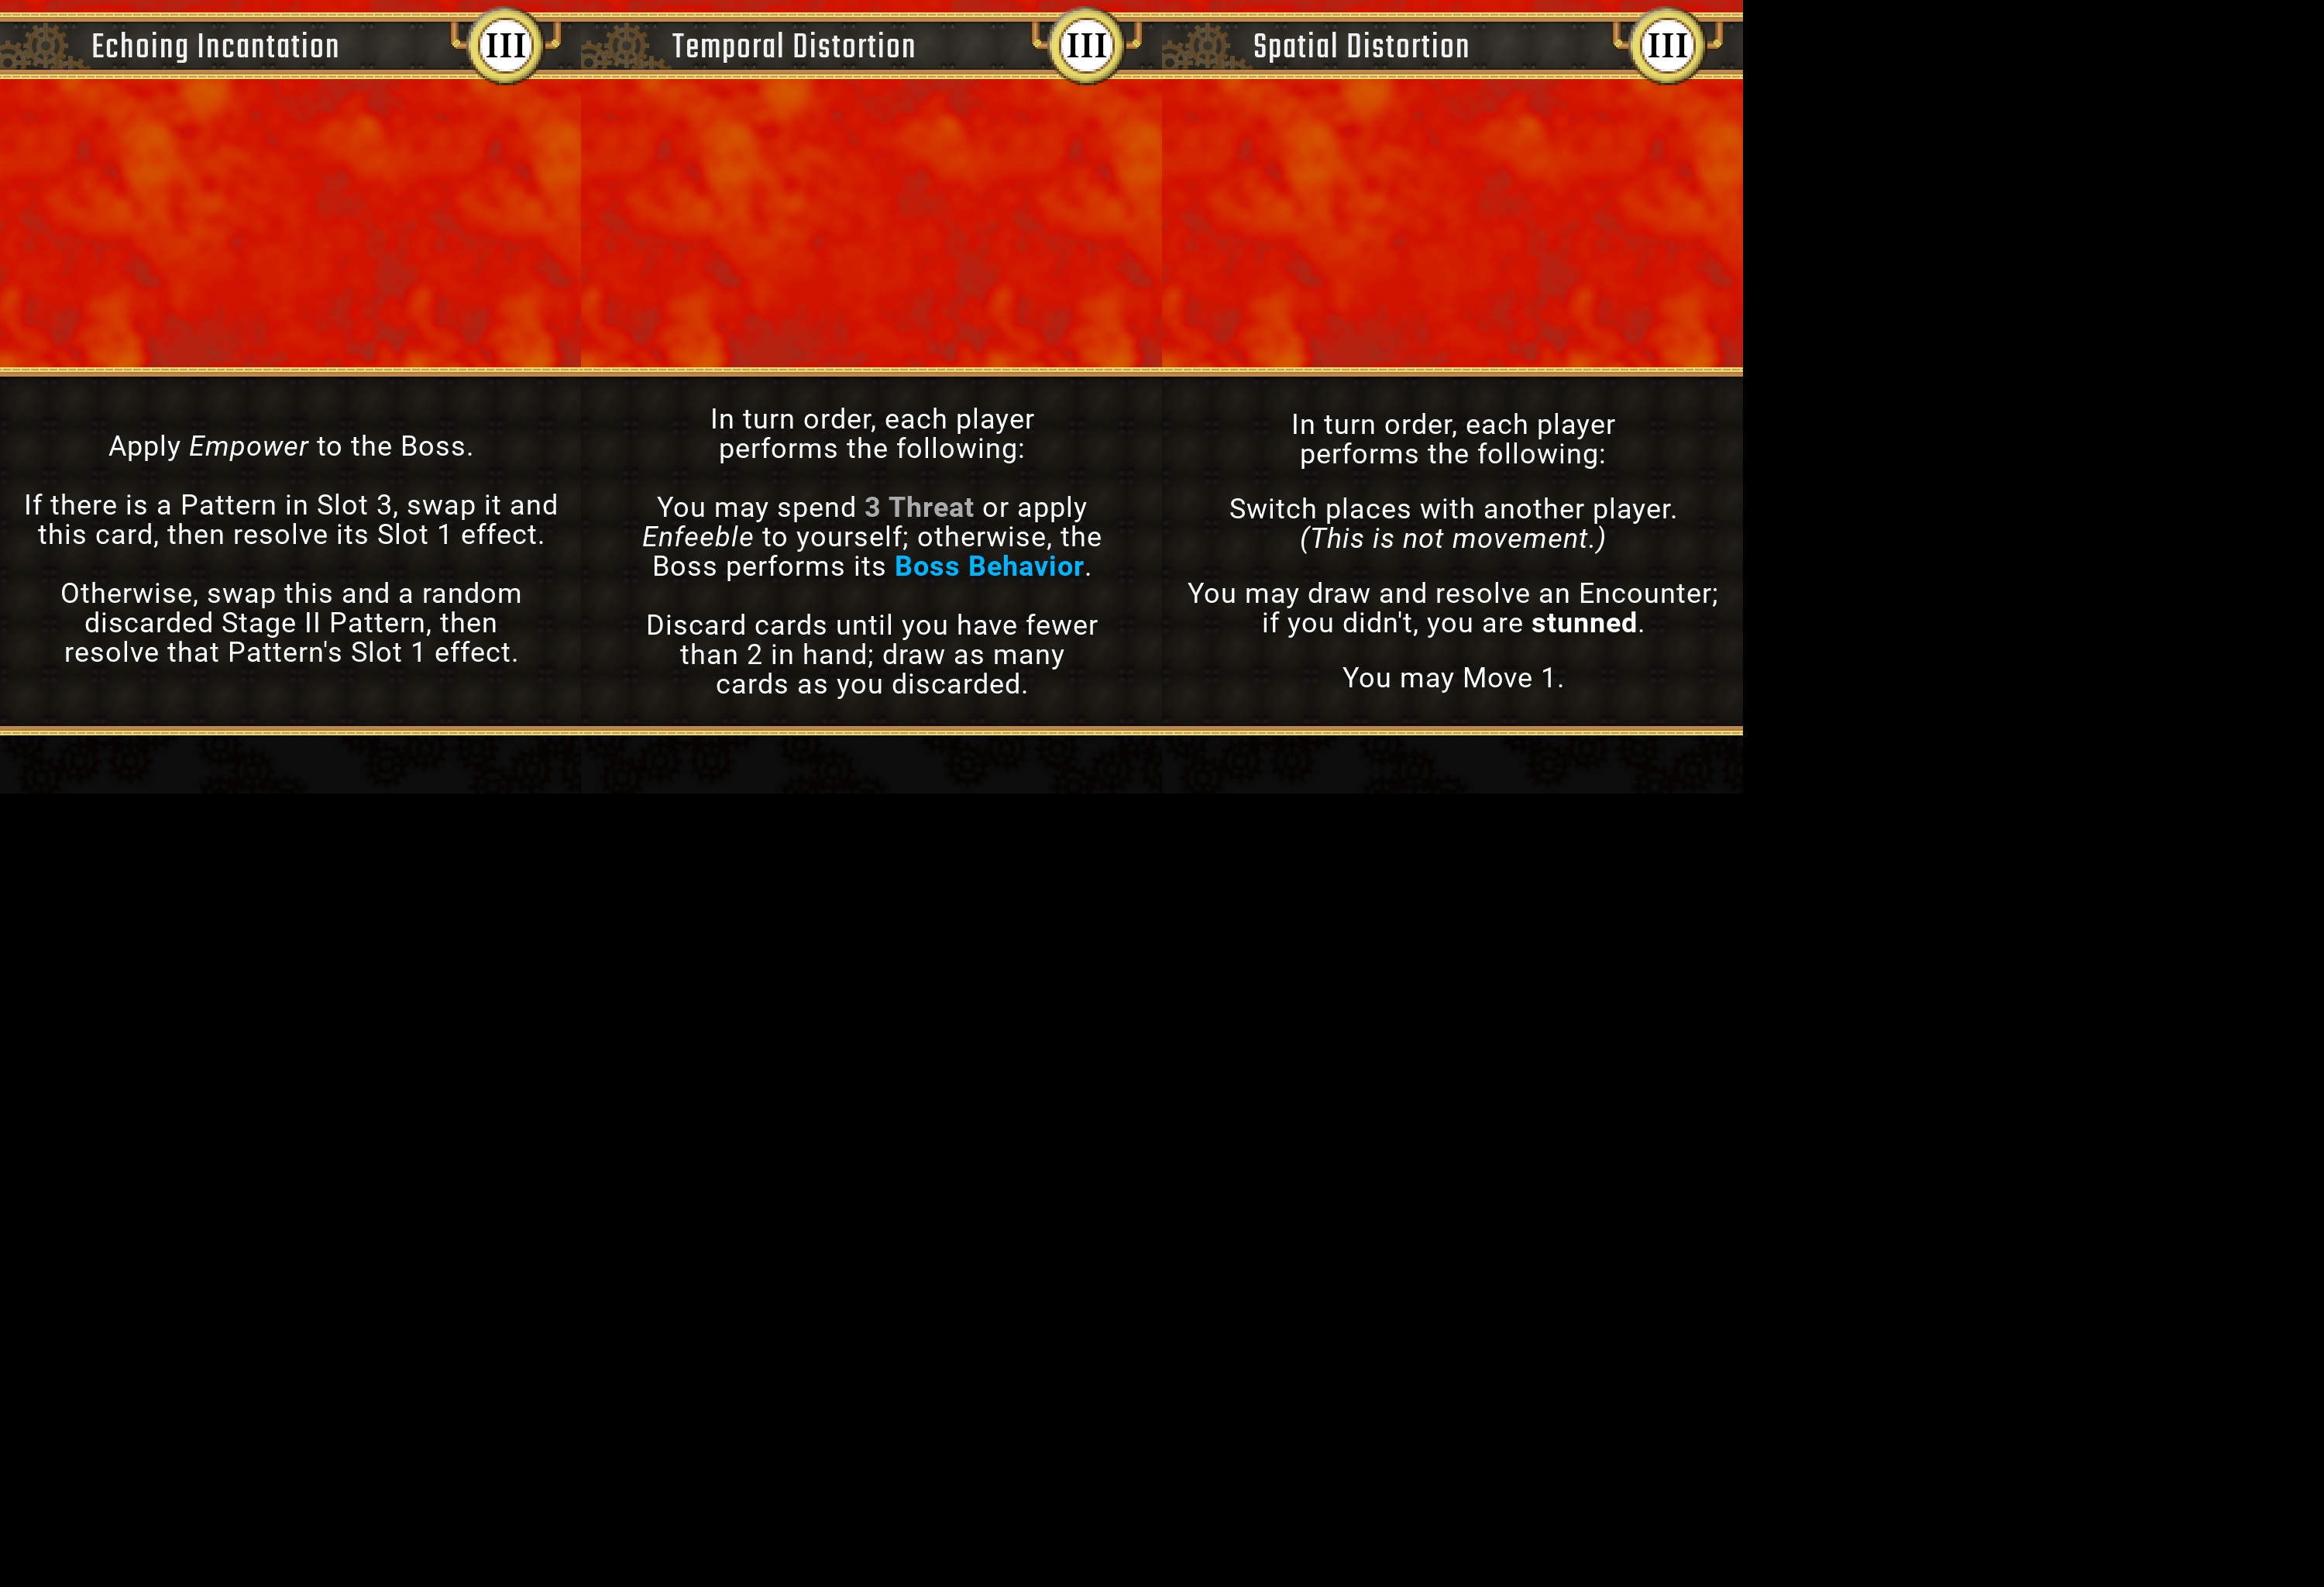 Echoing Incantation
III
Apply Empower to the Boss.
If there is a Pattern in Slot 3, swap it and
this card, then resolve its Slot 1 effect.
Otherwise, swap this and a random
discarded Stage II Pattern, then
resolve that Pattern's Slot 1 effect.
Temporal Distortion
III
In turn order, each player
performs the following:
You may spend 3 Threat or apply
Enfeeble to yourself; otherwise, the
Boss performs its Boss Behavior.
Discard cards until you have fewer
than 2 in hand; draw as many
cards as you discarded.
Spatial Distortion
III
In turn order, each player
performs the following:
Switch places with another player.
(This is not movement.)
You may draw and resolve an Encounter;
if you didn't, you are stunned.
You may Move 1.